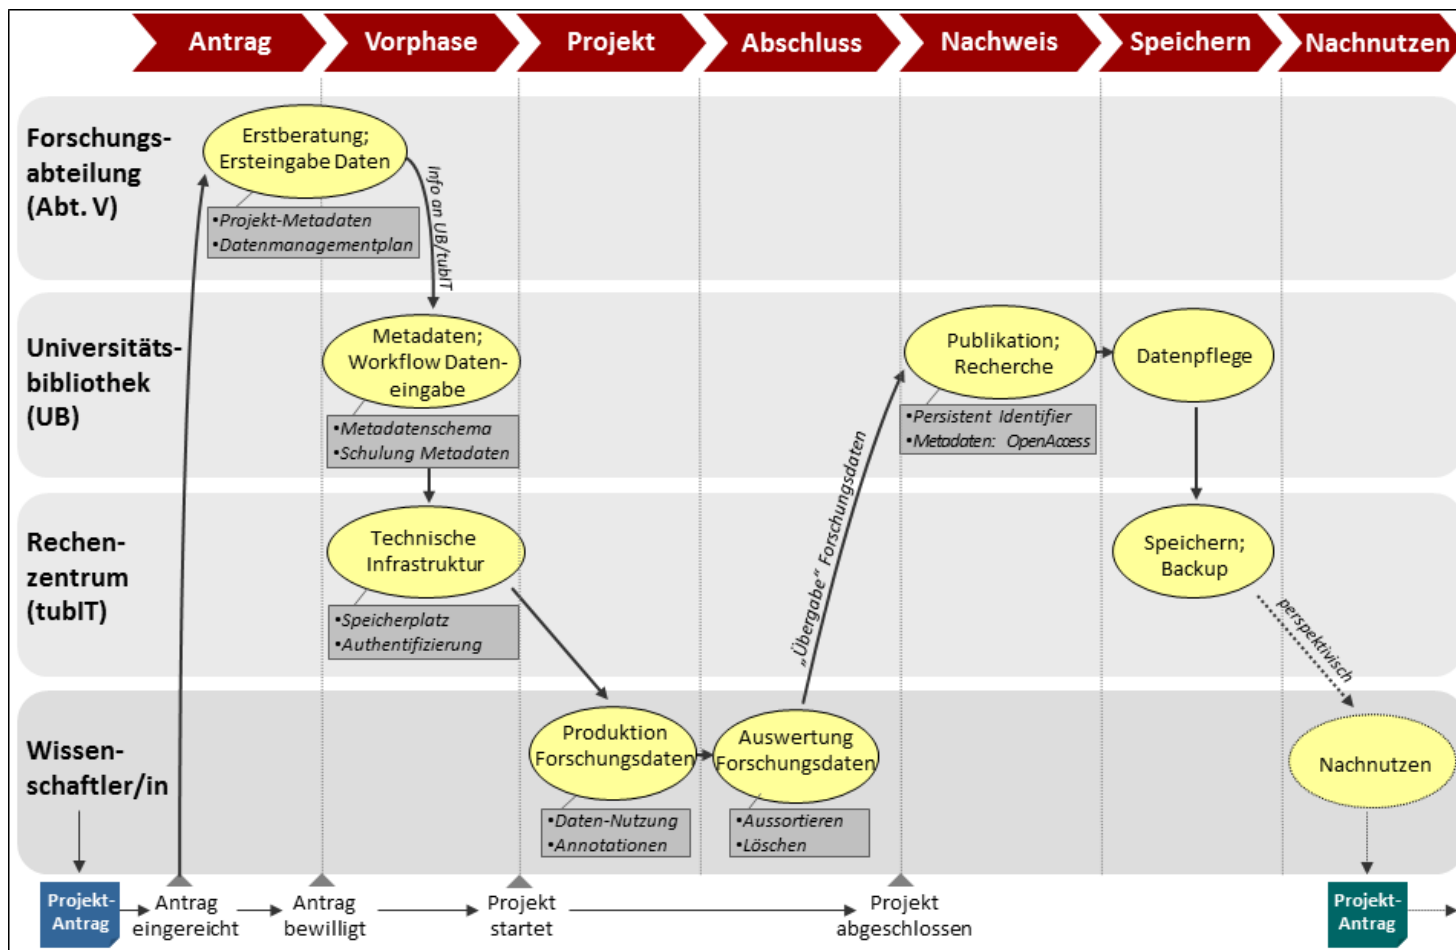 Antrag
Vorphase
Projekt
Abschluss
Nachweis
Speichern
Nachnutzen
Forschungs-
abteilung
(Abt. V)
Erstberatung;
Ersteingabe Daten
•Projekt-Metadaten
•Datenmanagementplan
Info an UB/tubIT
Universitäts-
bibliothek
(UB)
Metadaten;
Workflow Daten-
eingabe
•Metadatenschema
•Schulung Metadaten
Publikation;
Recherche
•Persistent Identifier
•Metadaten: OpenAccess
Datenpflege
Rechen-
zentrum
(tubIT)
Technische
Infrastruktur
•Speicherplatz
•Authentifizierung
„Übergabe“ Forschungsdaten
Speichern;
Backup
perspektivisch
Wissen-
schaftler/in
Produktion
Forschungsdaten
•Daten-Nutzung
•Annotationen
Auswertung
Forschungsdaten
•Aussortieren
•Löschen
Nachnutzen
Projekt-
Antrag
Antrag
eingereicht
Antrag
bewilligt
Projekt
startet
Projekt
abgeschlossen
Projekt-
Antrag